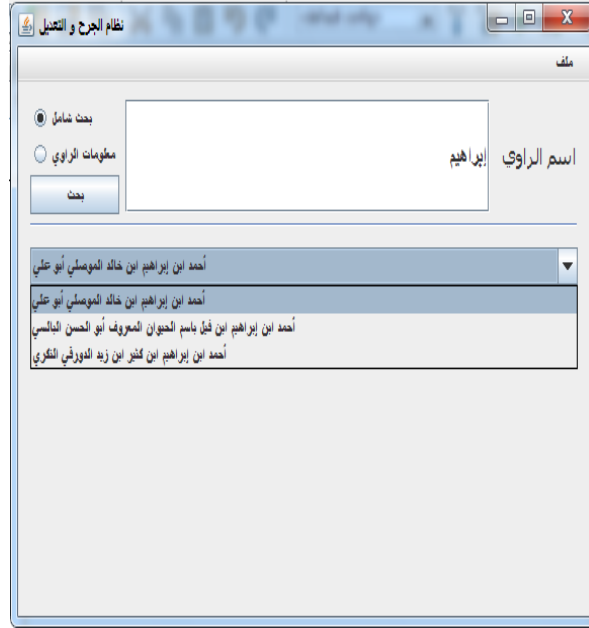 نظام الجرح و التعديل
ملف
بحث شامل
معلومات الراوي
بحث
اسم الراوي
إبراهيم
أحمد ابن إبراهيم ابن خالد الموصلي أبو علي
أحمد ابن إبراهيم ابن خالد الموصلي أبو علي
أحمد ابن إبراهيم ابن فيل باسم الحيوان المعروف أبو الحسن البالسي
أحمد ابن إبراهيم ابن كثير ابن زيد الدورقي النكري